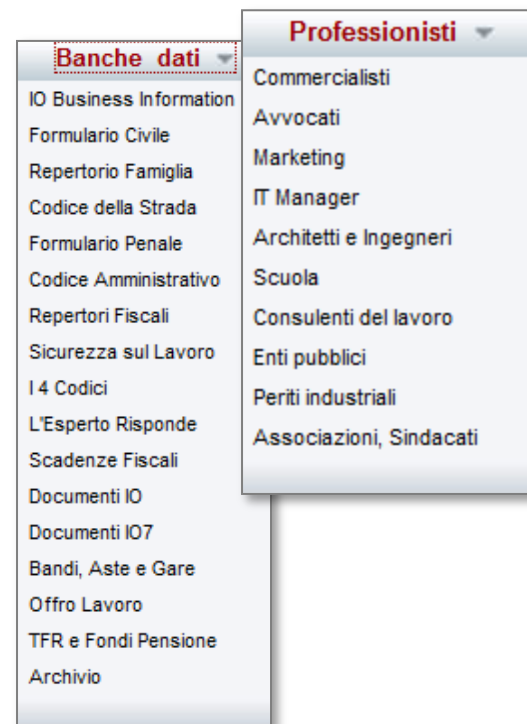 Banche dati
IO Business Information
Formulario Civile
Repertorio Famiglia
Codice della Strada
Formulario Penale
Codice Amministrativo
Repertori Fiscali
Sicurezza sul Lavoro
I 4 Codici
L'Esperto Risponde
Scadenze Fiscali
Documenti IO
Documenti IO7
Bandi, Aste e Gare
Offro Lavoro
TFR e Fondi Pensione
Archivio
Professionisti
Commercialisti
Avvocati
Marketing
IT Manager
Architetti e Ingegneri
Scuola
Consulenti del lavoro
Enti pubblici
Periti industriali
Associazioni, Sindacati